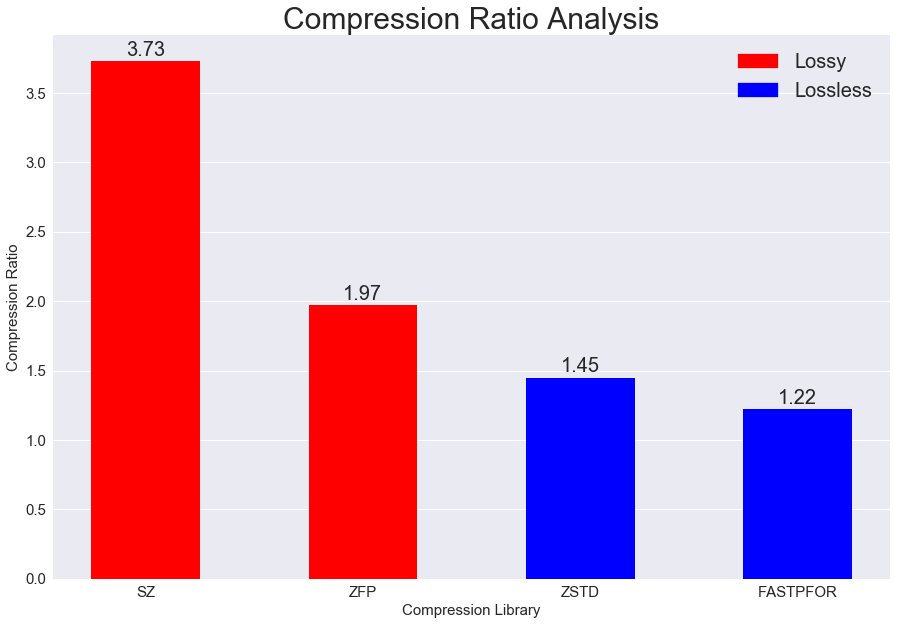 Compression Ratio Analysis
3.73
Lossy
Lossless
3.5
3.0
2.5
Compression Ratio
2.0
1.97
1.5
1.45
1.22
1.0
0.5
0.0
SZ
ZFP
ZSTD
FASTPFOR
Compression Library